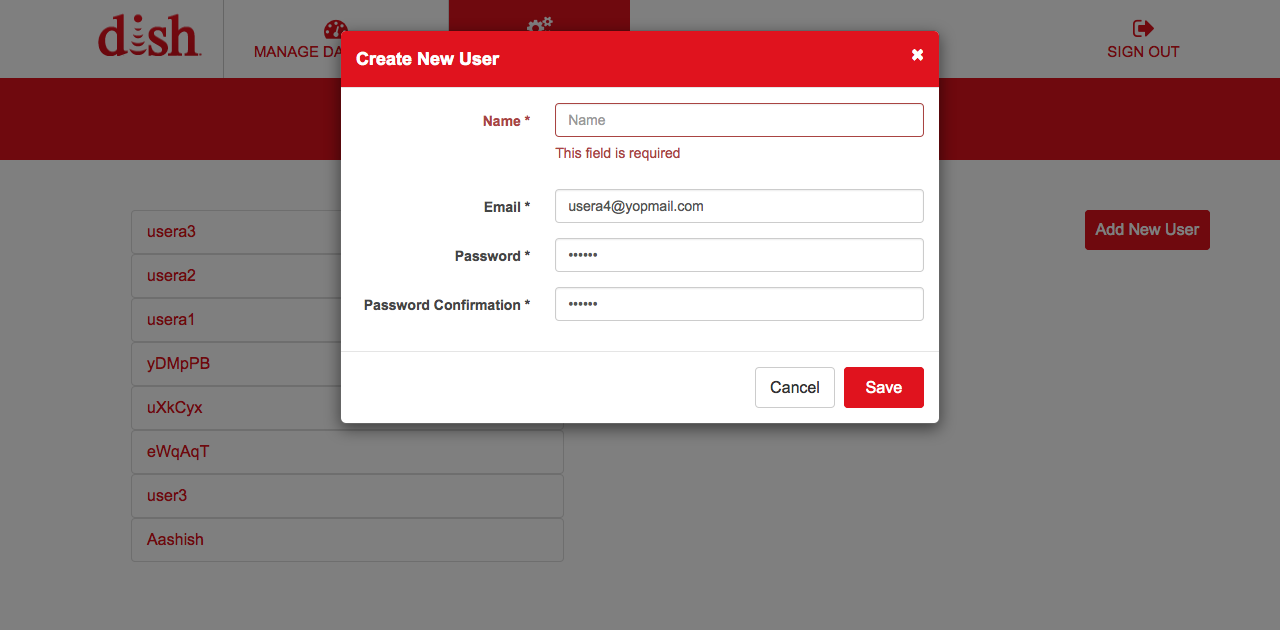 dish
MANAGE DA
SIGN OUT
Create New User
Name *
Name
This field is required
Email *
usera4@yopmail.com
Password *
••••••
Password Confirmation *
••••••
Cancel
Save
Add New User
usera3
usera2
usera1
yDMpPB
uXkCyx
eWqAqT
user3
Aashish